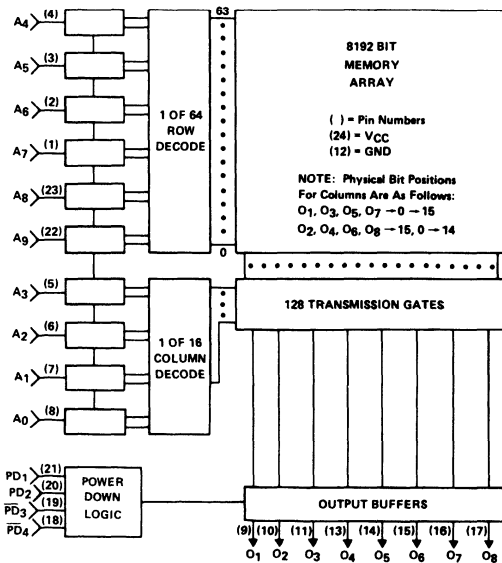 A4 (4)
A5 (3)
A6 (2)
A7 (1)
A8 (23)
A9 (22)
A3 (5)
A2 (6)
A1 (7)
A0 (8)
1 OF 64
ROW
DECODE
63
0
8192 BIT
MEMORY
ARRAY
( ) = Pin Numbers
(24) = VCC
(12) = GND
NOTE: Physical Bit Positions
For Columns Are As Follows:
O1, O3, O5, O7 → 0 → 15
O2, O4, O6, O8 → 15, 0 → 14
1 OF 16
COLUMN
DECODE
128 TRANSMISSION GATES
PD1 (21)
PD2 (20)
P̅D̅3 (19)
P̅D̅4 (18)
POWER
DOWN
LOGIC
OUTPUT BUFFERS
(9) (10) (11) (13) (14) (15) (16) (17)
O1 O2 O3 O4 O5 O6 O7 O8